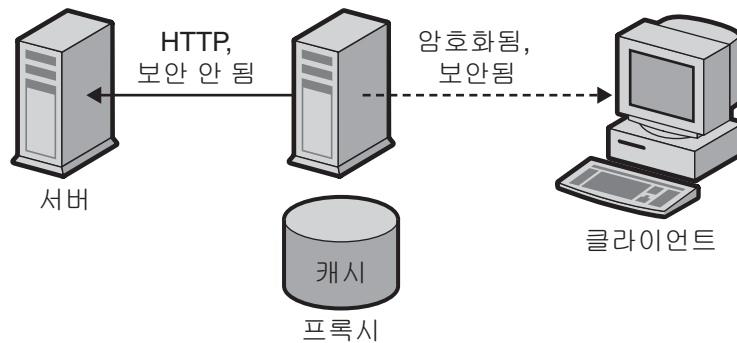 HTTP,
보안 안 됨
암호화됨,
보안됨
서버
클라이언트
캐시
프록시